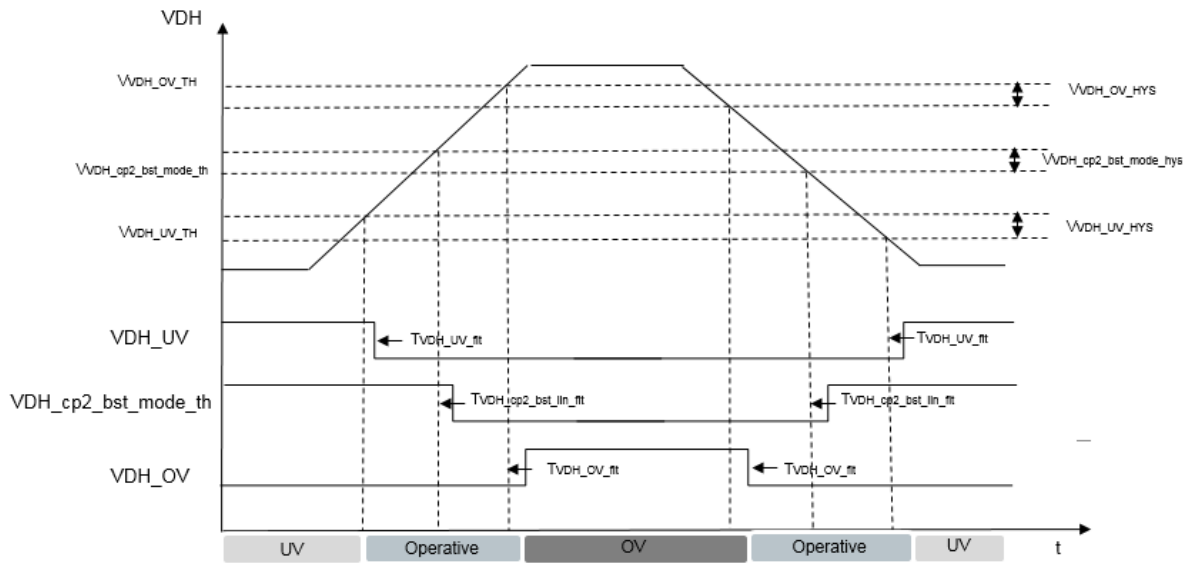 VDH
VVDH_OV_TH
VVDH_OV_HYS
VVDH_cp2_bst_mode_th
VVDH_cp2_bst_mode_hys
VVDH_UV_TH
VVDH_UV_HYS
VDH_UV
TVDH_UV_flt
TVDH_UV_flt
VDH_cp2_bst_mode_th
TVDH_cp2_bst_lin_flt
TVDH_cp2_bst_lin_flt
VDH_OV
TVDH_OV_flt
TVDH_OV_flt
UV
Operative
OV
Operative
UV
t